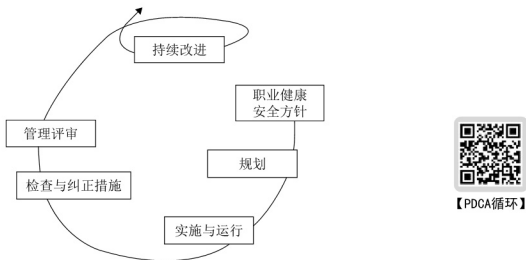 持续改进
职业健康
安全方针
管理评审
规划
检查与纠正措施
实施与运行
【PDCA循环】